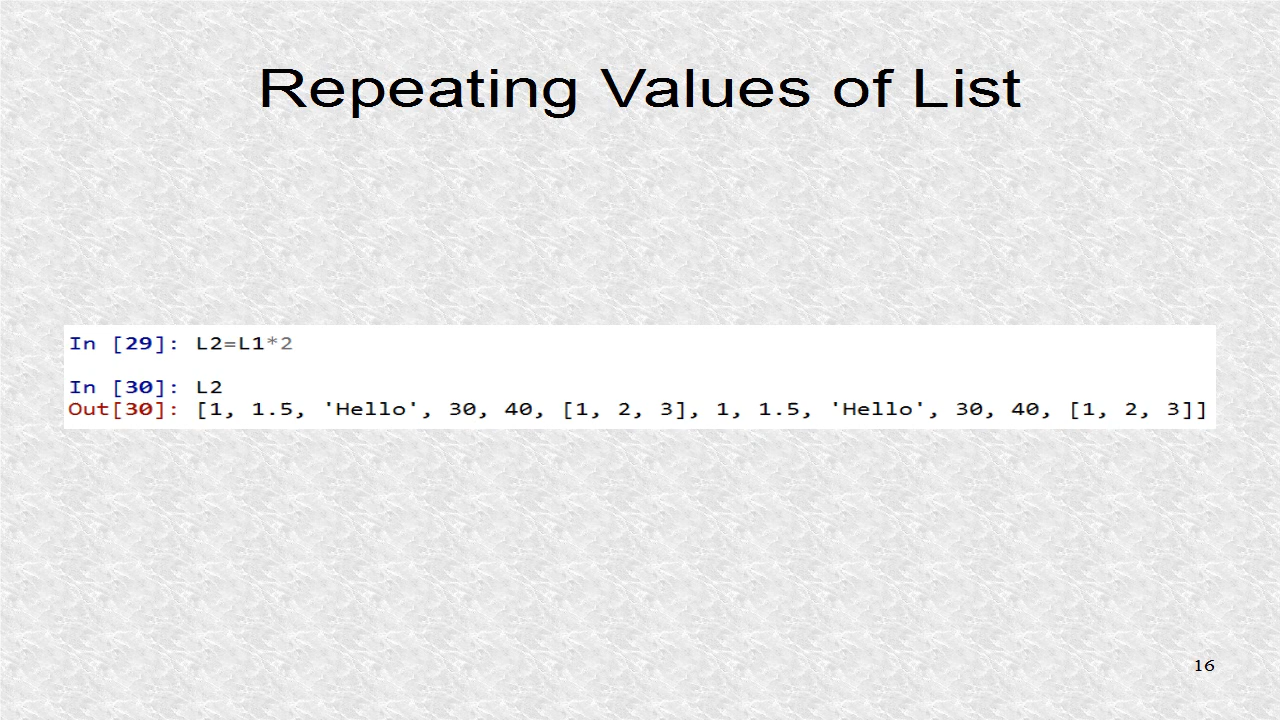 Repeating Values of List
In [29]: L2=L1*2
In [30]: L2
Out[30]: [1, 1.5, 'Hello', 30, 40, [1, 2, 3], 1, 1.5, 'Hello', 30, 40, [1, 2, 3]]
16